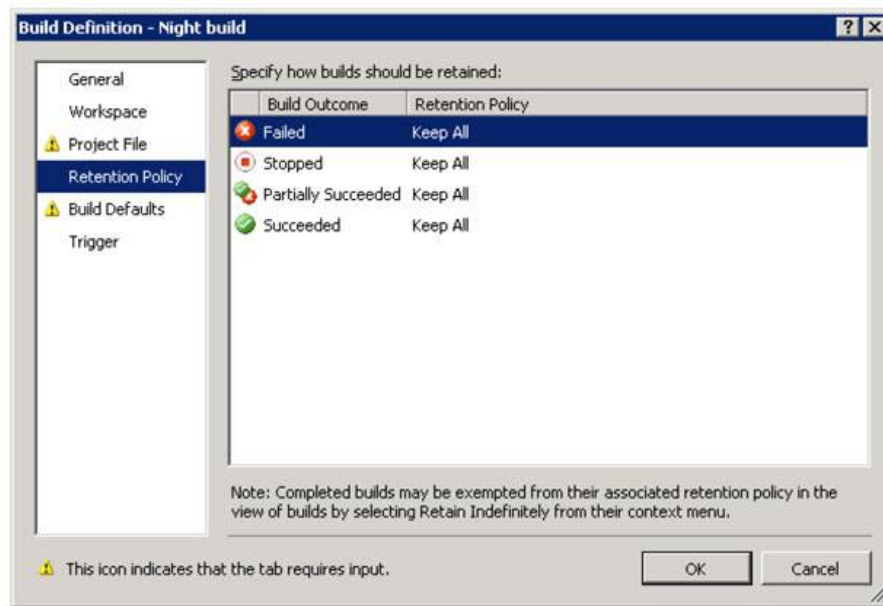 Build Definition - Night build
General
Workspace
Project File
Retention Policy
Build Defaults
Trigger
Specify how builds should be retained:
Build Outcome Retention Policy
Failed Keep All
Stopped Keep All
Partially Succeeded Keep All
Succeeded Keep All
Note: Completed builds may be exempted from their associated retention policy in the
view of builds by selecting Retain Indefinitely from their context menu.
This icon indicates that the tab requires input.
OK Cancel